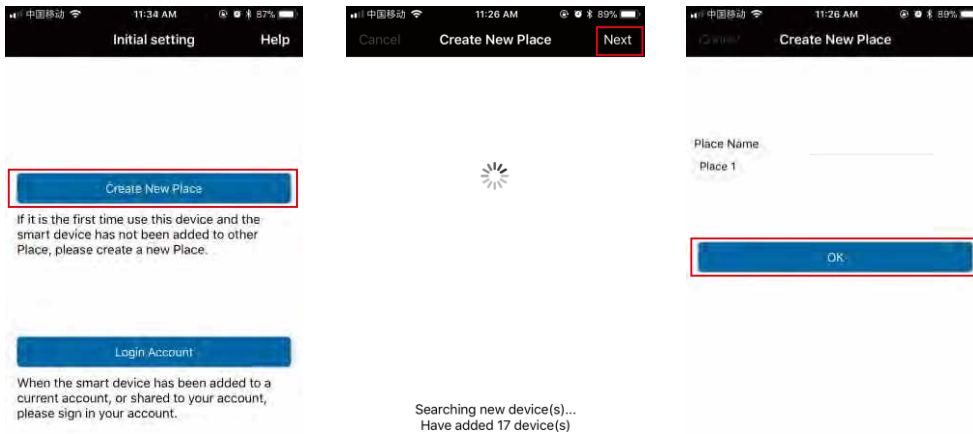 中国移动 11:34 AM 87%
Initial setting Help
Create New Place
If it is the first time use this device and the
smart device has not been added to other
Place, please create a new Place.
Login Account
When the smart device has been added to a
current account, or shared to your account,
please sign in your account.
中国移动 11:26 AM 89%
Cancel Create New Place Next
Searching new device(s)...
Have added 17 device(s)
中国移动 11:26 AM 89%
Create New Place
Place Name
Place 1
OK